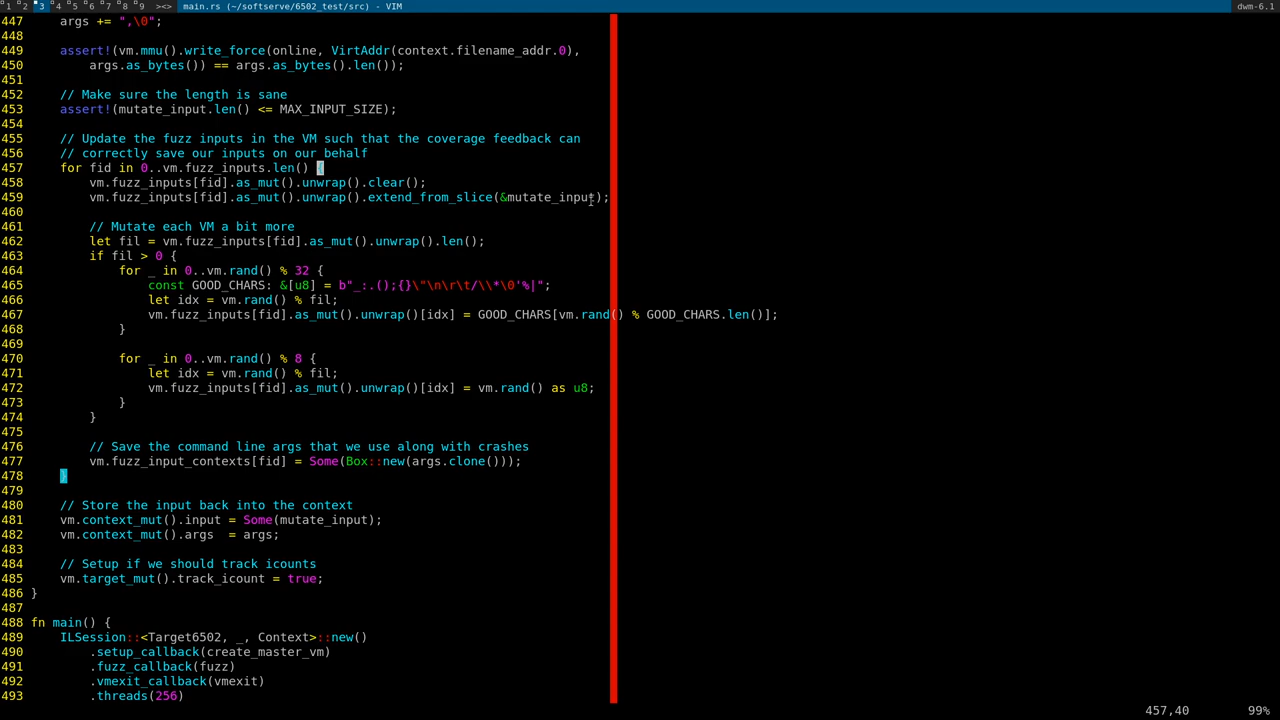 1 2 3 4 5 6 7 8 9 ><> main.rs (~/softserve/6502_test/src) - VIM dwm-6.1
447     args += ",\0";
448
449     assert!(vm.mmu().write_force(online, VirtAddr(context.filename_addr.0),
450         args.as_bytes()) == args.as_bytes().len());
451
452     // Make sure the length is sane
453     assert!(mutate_input.len() <= MAX_INPUT_SIZE);
454
455     // Update the fuzz inputs in the VM such that the coverage feedback can
456     // correctly save our inputs on our behalf
457     for fid in 0..vm.fuzz_inputs.len() {
458         vm.fuzz_inputs[fid].as_mut().unwrap().clear();
459         vm.fuzz_inputs[fid].as_mut().unwrap().extend_from_slice(&mutate_input);
460
461         // Mutate each VM a bit more
462         let fil = vm.fuzz_inputs[fid].as_mut().unwrap().len();
463         if fil > 0 {
464             for _ in 0..vm.rand() % 32 {
465                 const GOOD_CHARS: &[u8] = b"_:.();{}\"\n\r\t/\\*\0'%|";
466                 let idx = vm.rand() % fil;
467                 vm.fuzz_inputs[fid].as_mut().unwrap()[idx] = GOOD_CHARS[vm.rand() % GOOD_CHARS.len()];
468             }
469
470             for _ in 0..vm.rand() % 8 {
471                 let idx = vm.rand() % fil;
472                 vm.fuzz_inputs[fid].as_mut().unwrap()[idx] = vm.rand() as u8;
473             }
474         }
475
476         // Save the command line args that we use along with crashes
477         vm.fuzz_input_contexts[fid] = Some(Box::new(args.clone()));
478     }
479
480     // Store the input back into the context
481     vm.context_mut().input = Some(mutate_input);
482     vm.context_mut().args  = args;
483
484     // Setup if we should track icounts
485     vm.target_mut().track_icount = true;
486 }
487
488 fn main() {
489     ILSession::<Target6502, _, Context>::new()
490         .setup_callback(create_master_vm)
491         .fuzz_callback(fuzz)
492         .vmexit_callback(vmexit)
493         .threads(256)
457,40 99%